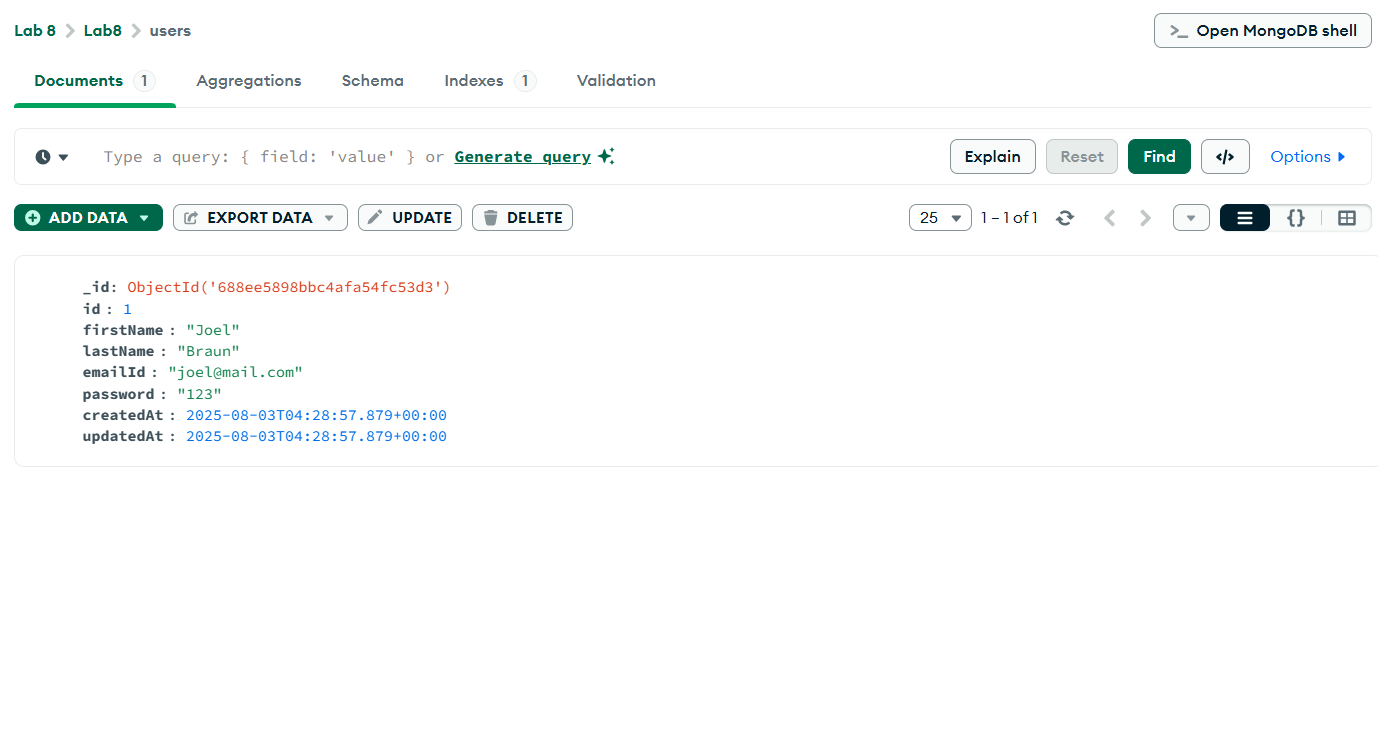 Lab 8 > Lab8 > users
>_ Open MongoDB shell
Documents 1 Aggregations Schema Indexes 1 Validation
Type a query: { field: 'value' } or Generate query
Explain Reset Find </> Options
ADD DATA EXPORT DATA UPDATE DELETE 25 1 – 1 of 1 {}
_id: ObjectId('688ee5898bbc4afa54fc53d3')
id : 1
firstName : "Joel"
lastName : "Braun"
emailId : "joel@mail.com"
password : "123"
createdAt : 2025-08-03T04:28:57.879+00:00
updatedAt : 2025-08-03T04:28:57.879+00:00